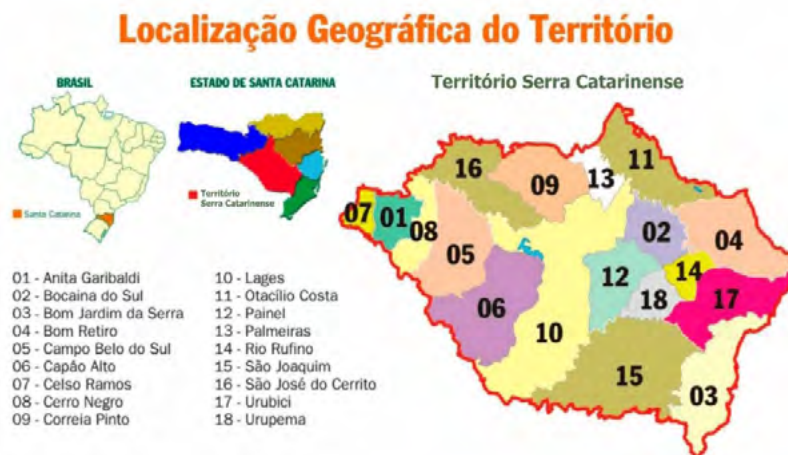 Localização Geográfica do Território
BRASIL
Santa Catarina
ESTADO DE SANTA CATARINA
Território
Serra Catarinense
01 - Anita Garibaldi
02 - Bocaina do Sul
03 - Bom Jardim da Serra
04 - Bom Retiro
05 - Campo Belo do Sul
06 - Capão Alto
07 - Celso Ramos
08 - Cerro Negro
09 - Correia Pinto
10 - Lages
11 - Otacílio Costa
12 - Painel
13 - Palmeiras
14 - Rio Rufino
15 - São Joaquim
16 - São José do Cerrito
17 - Urubici
18 - Urupema
Território Serra Catarinense
11
16
09
13
07
01
08
02
04
05
12
14
06
18
17
10
15
03